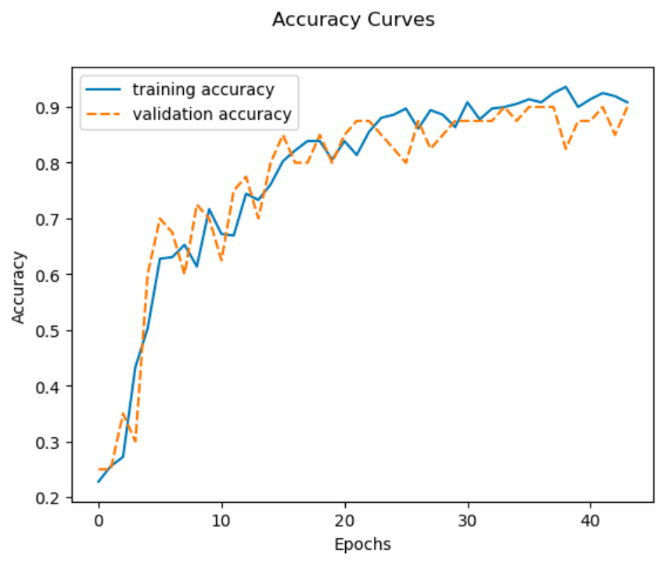 Accuracy Curves
training accuracy
validation accuracy
0.9
0.8
0.7
0.6
0.5
0.4
0.3
0.2
Accuracy
0 10 20 30 40
Epochs